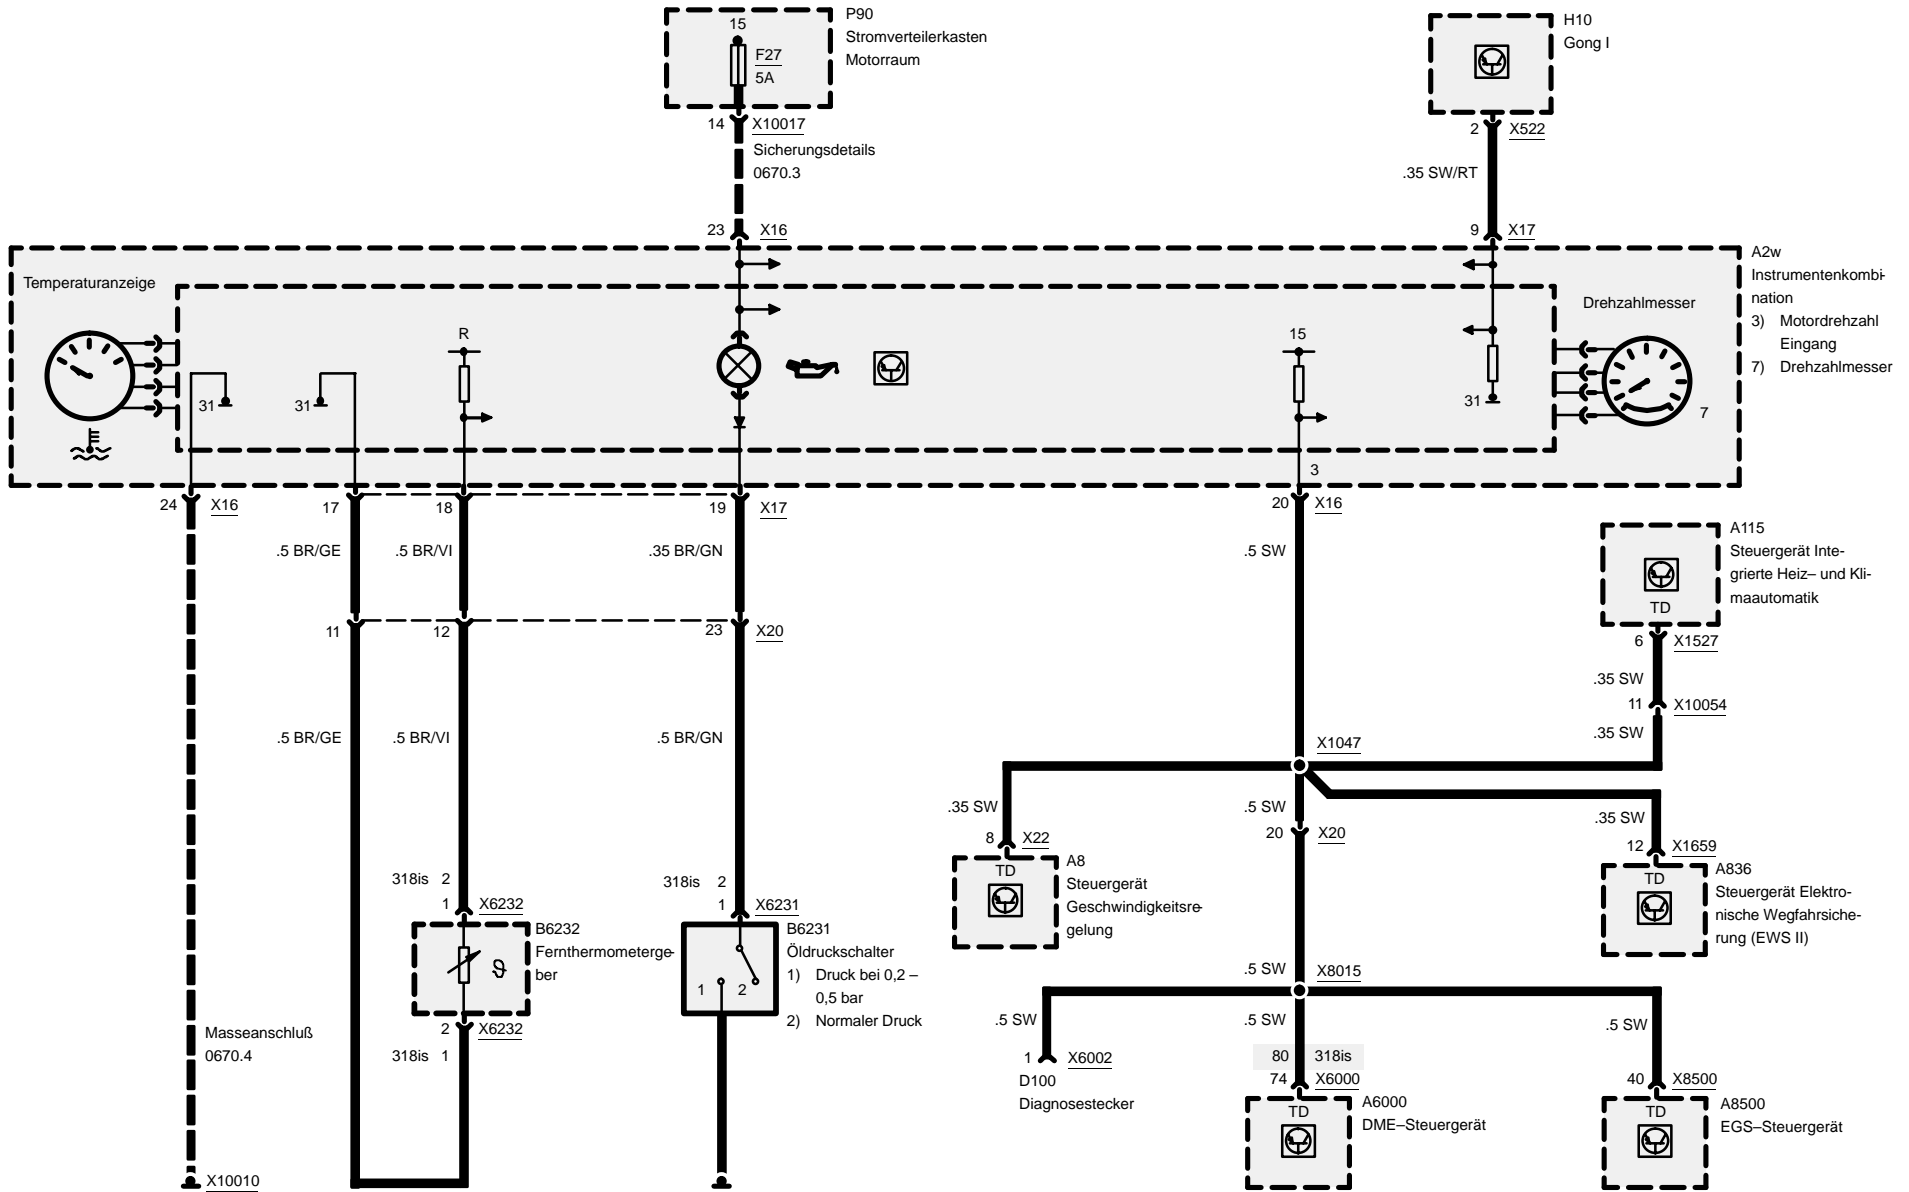 15
F27
5A
P90
Stromverteilerkasten
Motorraum
14 X10017
Sicherungsdetails
0670.3
23 X16
H10
Gong I
2 X522
.35 SW/RT
9 X17
A2w
Instrumentenkombi-
nation
3) Motordrehzahl
Eingang
7) Drehzahlmesser
Temperaturanzeige
31
31
R
15
31
Drehzahlmesser
7
3
24 X16
17
18
19 X17
20 X16
.5 BR/GE
.5 BR/VI
.35 BR/GN
.5 SW
11
12
23 X20
.5 BR/GE
.5 BR/VI
.5 BR/GN
A115
Steuergerät Inte-
grierte Heiz– und Kli-
maautomatik
TD
6 X1527
.35 SW
11 X10054
.35 SW
X1047
.35 SW
.5 SW
.35 SW
8 X22
20 X20
12 X1659
TD
A8
Steuergerät
Geschwindigkeitsre-
gelung
TD
A836
Steuergerät Elektro-
nische Wegfahrsiche-
rung (EWS II)
318is 2
1 X6232
B6232
Fernthermometerge-
ber
ϑ
2 X6232
318is 1
318is 2
1 X6231
B6231
Öldruckschalter
1) Druck bei 0,2 –
0,5 bar
2) Normaler Druck
1
2
Masseanschluß
0670.4
X10010
.5 SW
X8015
.5 SW
.5 SW
.5 SW
1 X6002
D100
Diagnosestecker
80 318is
74 X6000
TD
A6000
DME–Steuergerät
40 X8500
TD
A8500
EGS–Steuergerät